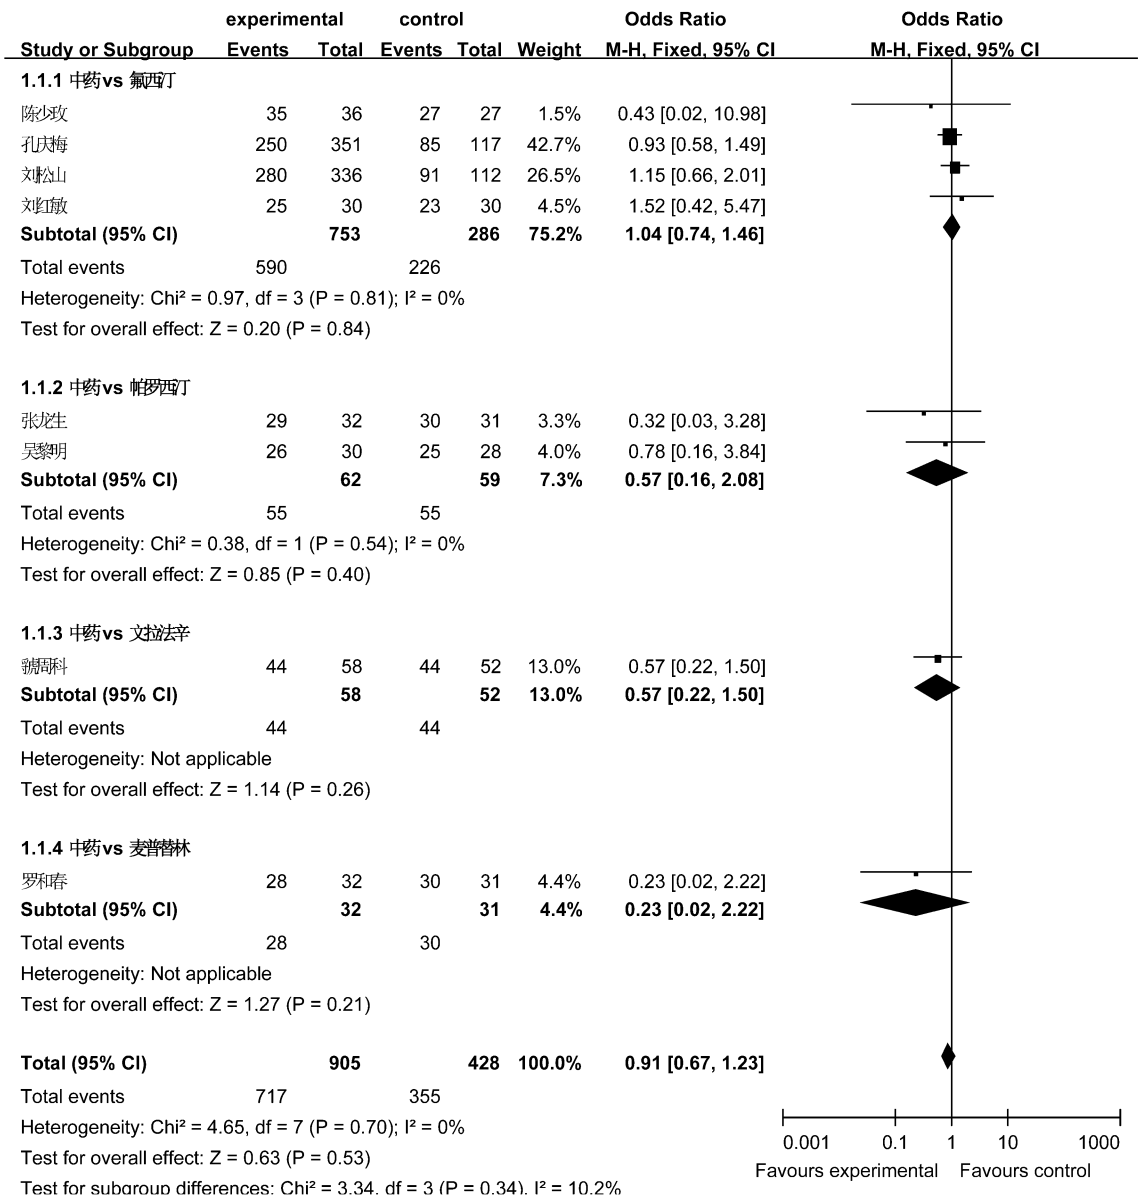 experimental control Odds Ratio Odds Ratio
Study or Subgroup Events Total Events Total Weight M-H, Fixed, 95% CI M-H, Fixed, 95% CI
1.1.1 中药 vs 氟西汀
陈少玫 35 36 27 27 1.5% 0.43 [0.02, 10.98]
孔庆梅 250 351 85 117 42.7% 0.93 [0.58, 1.49]
刘松山 280 336 91 112 26.5% 1.15 [0.66, 2.01]
刘红敏 25 30 23 30 4.5% 1.52 [0.42, 5.47]
Subtotal (95% CI) 753 286 75.2% 1.04 [0.74, 1.46]
Total events 590 226
Heterogeneity: Chi² = 0.97, df = 3 (P = 0.81); I² = 0%
Test for overall effect: Z = 0.20 (P = 0.84)
1.1.2 中药 vs 帕罗西汀
张龙生 29 32 30 31 3.3% 0.32 [0.03, 3.28]
吴黎明 26 30 25 28 4.0% 0.78 [0.16, 3.84]
Subtotal (95% CI) 62 59 7.3% 0.57 [0.16, 2.08]
Total events 55 55
Heterogeneity: Chi² = 0.38, df = 1 (P = 0.54); I² = 0%
Test for overall effect: Z = 0.85 (P = 0.40)
1.1.3 中药 vs 文拉法辛
虢周科 44 58 44 52 13.0% 0.57 [0.22, 1.50]
Subtotal (95% CI) 58 52 13.0% 0.57 [0.22, 1.50]
Total events 44 44
Heterogeneity: Not applicable
Test for overall effect: Z = 1.14 (P = 0.26)
1.1.4 中药 vs 麦普替林
罗和春 28 32 30 31 4.4% 0.23 [0.02, 2.22]
Subtotal (95% CI) 32 31 4.4% 0.23 [0.02, 2.22]
Total events 28 30
Heterogeneity: Not applicable
Test for overall effect: Z = 1.27 (P = 0.21)
Total (95% CI) 905 428 100.0% 0.91 [0.67, 1.23]
Total events 717 355
Heterogeneity: Chi² = 4.65, df = 7 (P = 0.70); I² = 0%
Test for overall effect: Z = 0.63 (P = 0.53)
Test for subgroup differences: Chi² = 3.34, df = 3 (P = 0.34), I² = 10.2%
0.001 0.1 1 10 1000
Favours experimental Favours control